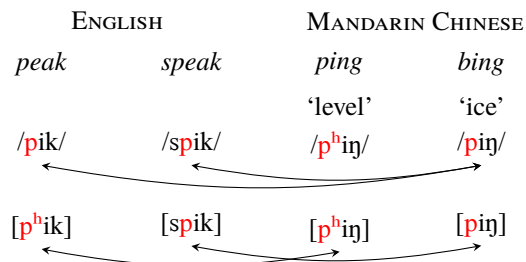 ENGLISH MANDARIN CHINESE
peak speak ping bing
‘level’ ‘ice’
/pik/ /spik/ /pʰiŋ/ /piŋ/
[pʰik] [spik] [pʰiŋ] [piŋ]